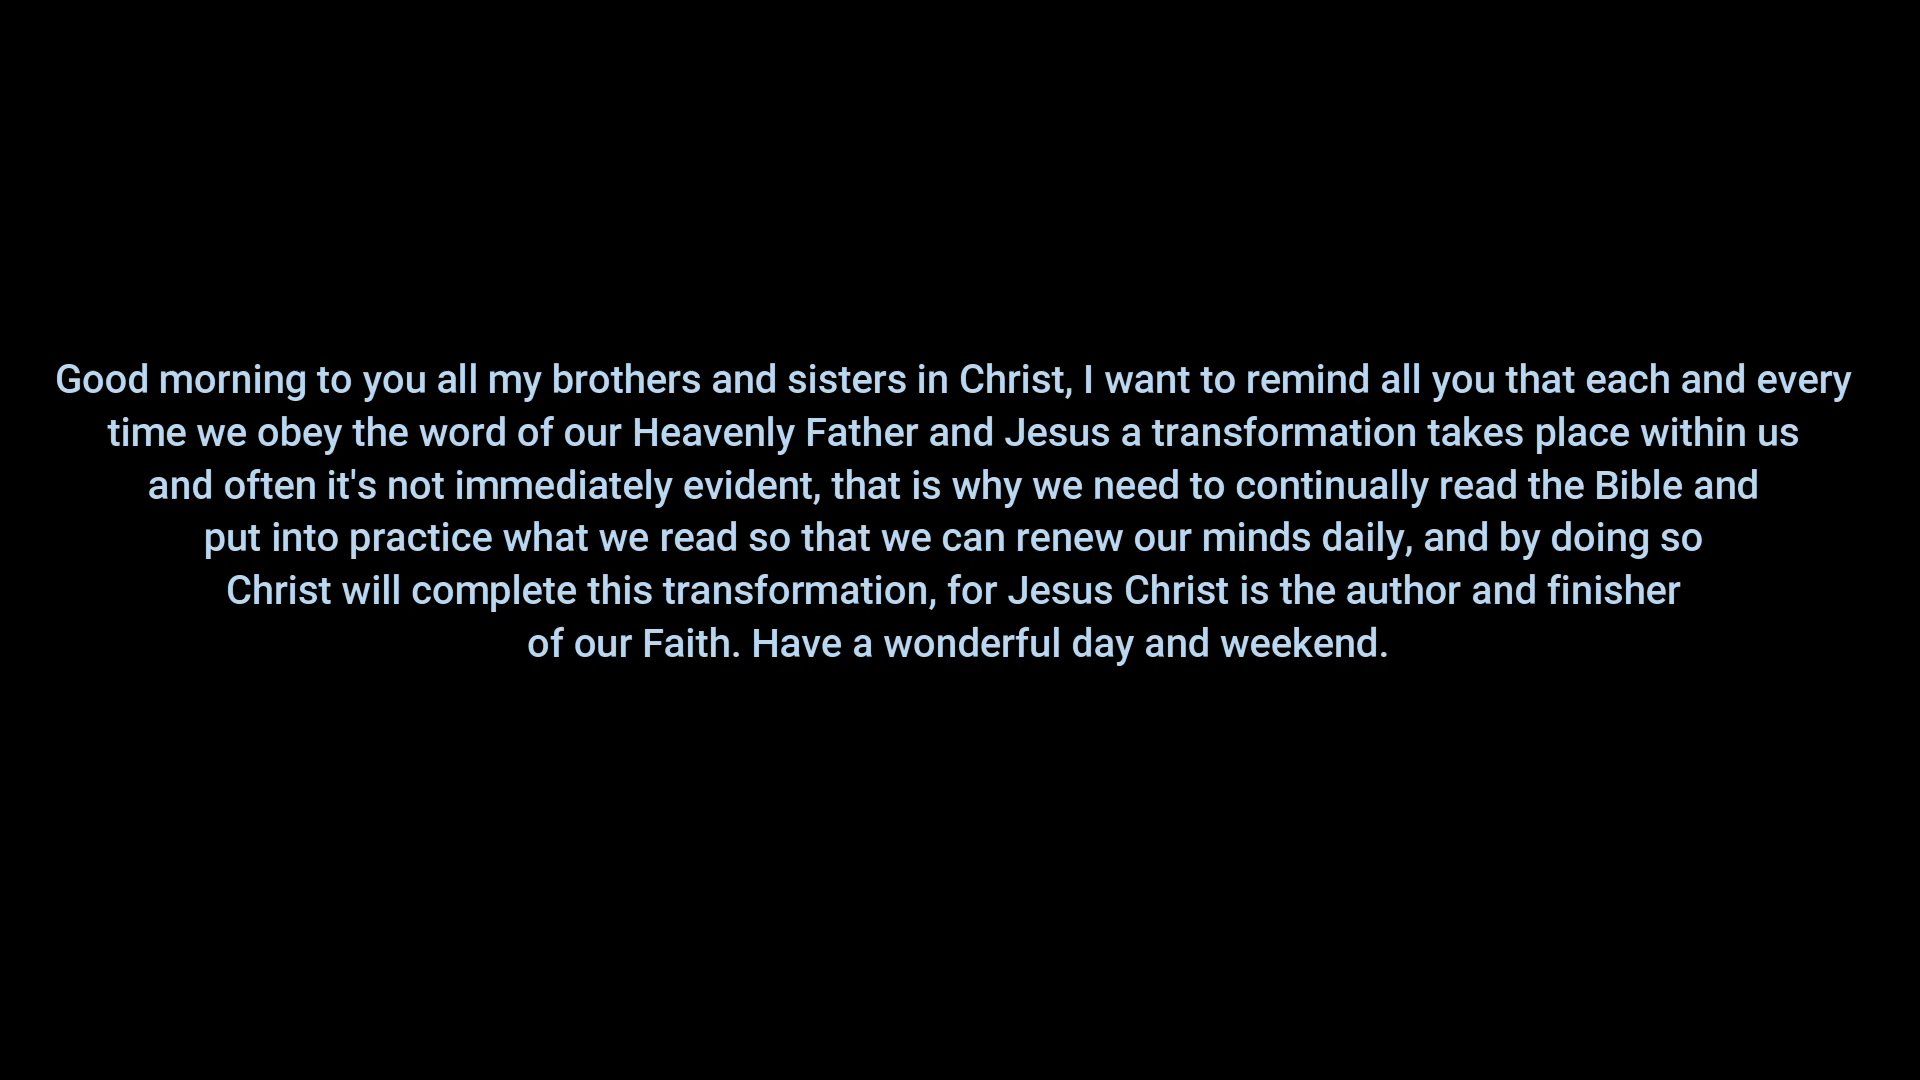 Good morning to you all my brothers and sisters in Christ, I want to remind all you that each and every
time we obey the word of our Heavenly Father and Jesus a transformation takes place within us
and often it's not immediately evident, that is why we need to continually read the Bible and
put into practice what we read so that we can renew our minds daily, and by doing so
Christ will complete this transformation, for Jesus Christ is the author and finisher
of our Faith. Have a wonderful day and weekend.